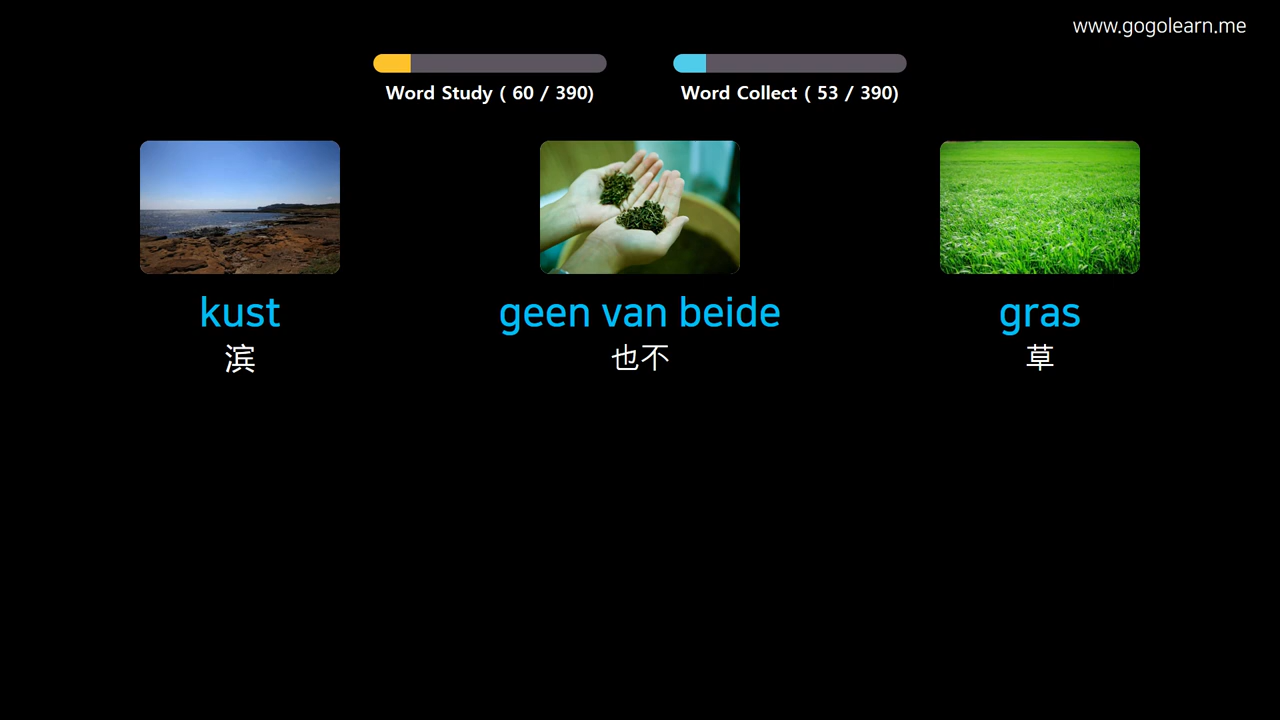 www.gogolearn.me
Word Study ( 60 / 390)
Word Collect ( 53 / 390)
kust
滨
geen van beide
也不
gras
草